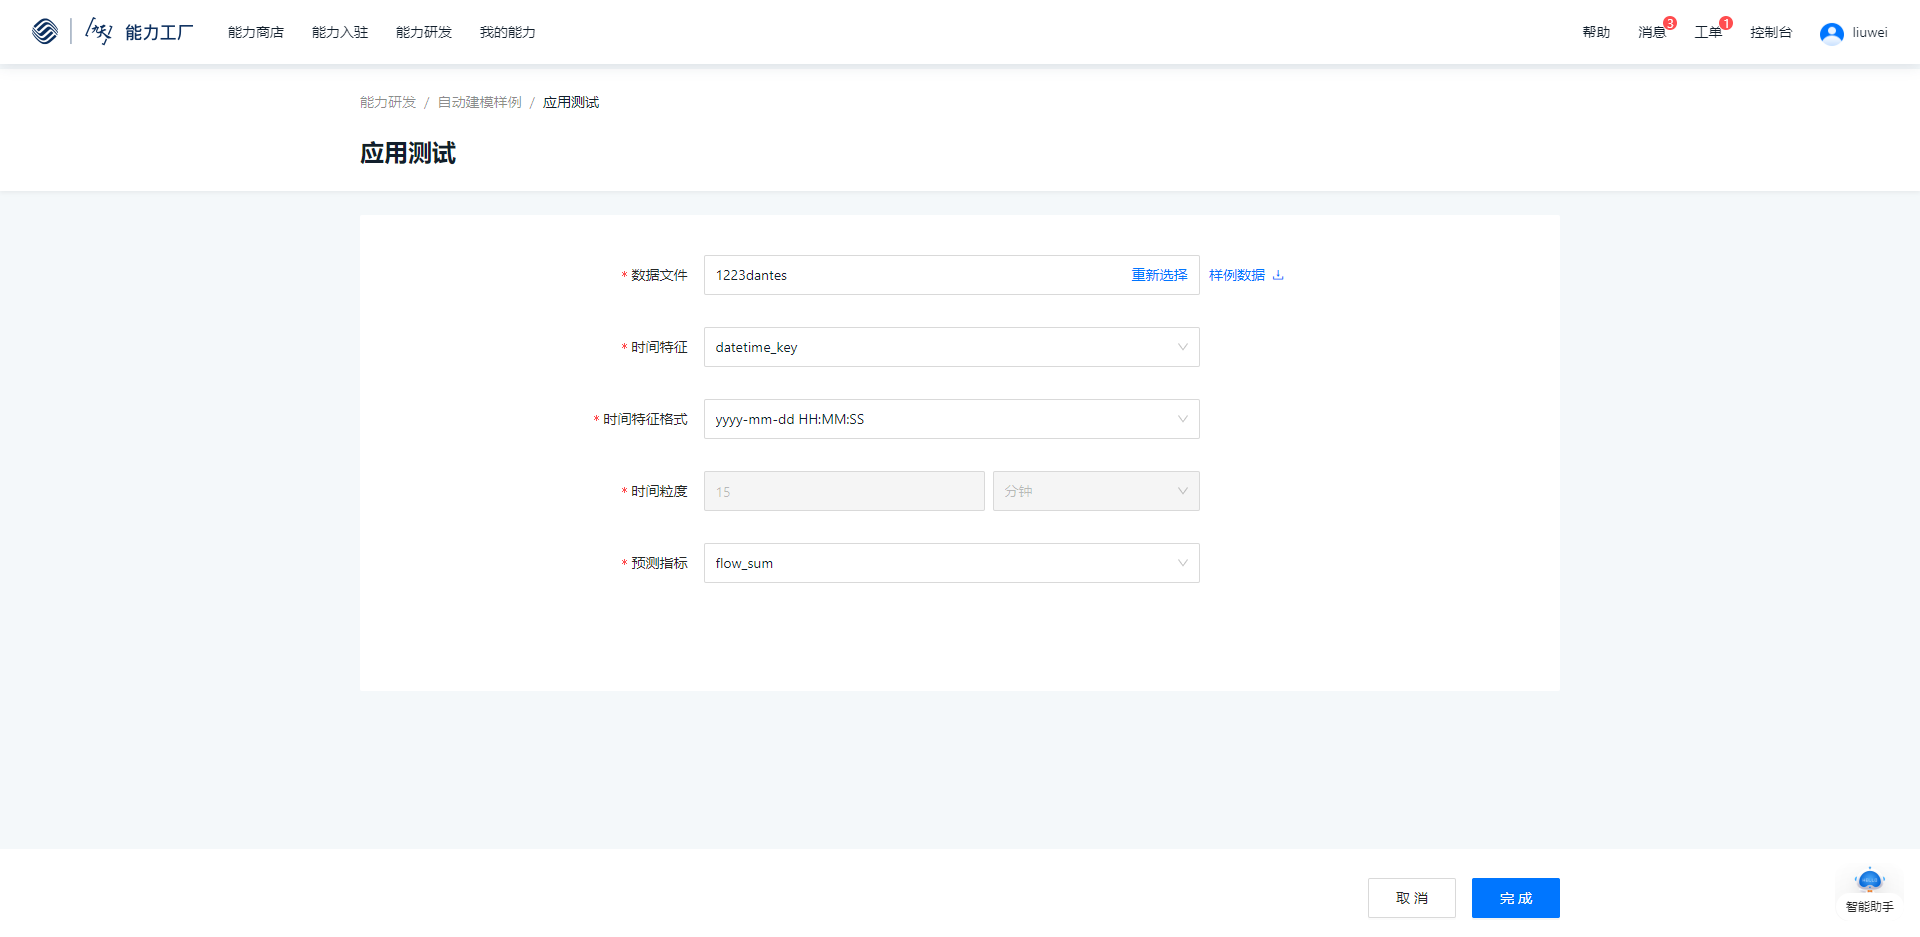 能力工厂 能力商店 能力入驻 能力研发 我的能力 帮助 消息 3 工单 1 控制台 liuwei
能力研发 / 自动建模样例 / 应用测试
应用测试
* 数据文件 1223dantes 重新选择 样例数据
* 时间特征 datetime_key
* 时间特征格式 yyyy-mm-dd HH:MM:SS
* 时间粒度 15 分钟
* 预测指标 flow_sum
取消 完成
智能助手